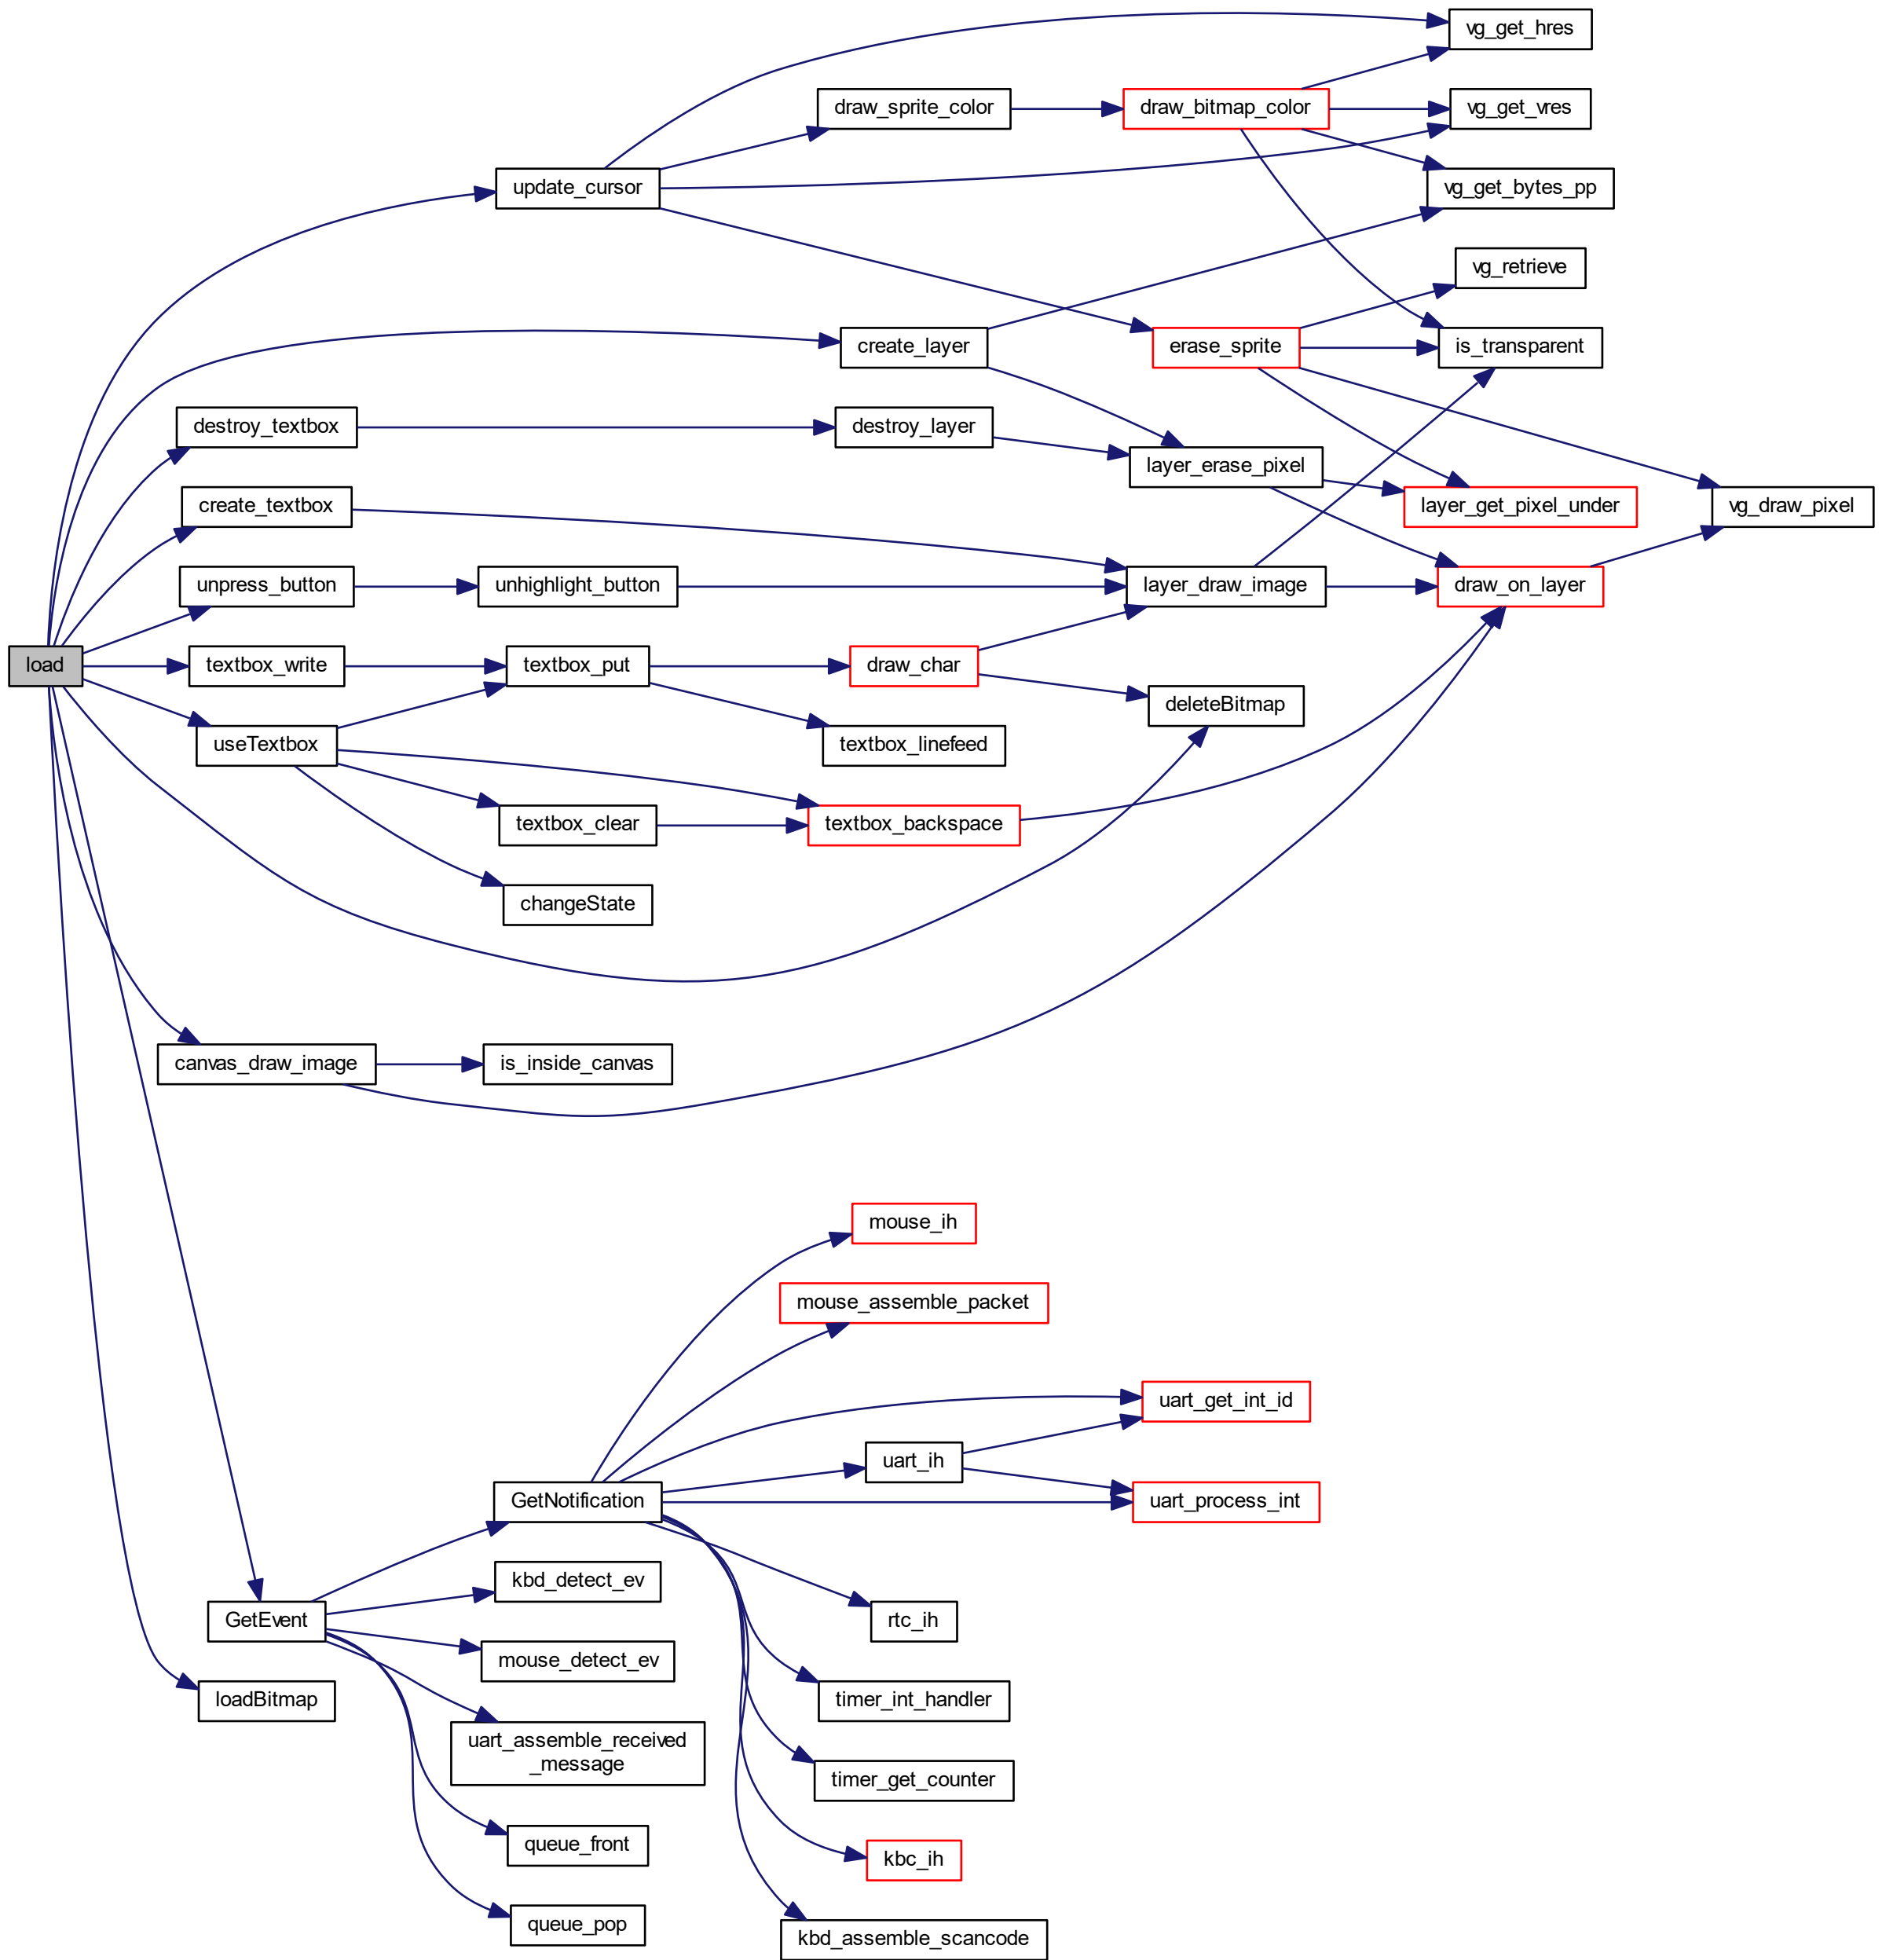 vg_get_hres
draw_sprite_color
draw_bitmap_color
vg_get_vres
update_cursor
vg_get_bytes_pp
vg_retrieve
create_layer
erase_sprite
is_transparent
destroy_textbox
destroy_layer
layer_erase_pixel
create_textbox
layer_get_pixel_under
vg_draw_pixel
unpress_button
unhighlight_button
layer_draw_image
draw_on_layer
load
textbox_write
textbox_put
draw_char
deleteBitmap
useTextbox
textbox_linefeed
textbox_clear
textbox_backspace
changeState
canvas_draw_image
is_inside_canvas
mouse_ih
mouse_assemble_packet
uart_get_int_id
uart_ih
GetNotification
uart_process_int
kbd_detect_ev
GetEvent
rtc_ih
mouse_detect_ev
loadBitmap
timer_int_handler
uart_assemble_received
_message
timer_get_counter
queue_front
kbc_ih
queue_pop
kbd_assemble_scancode